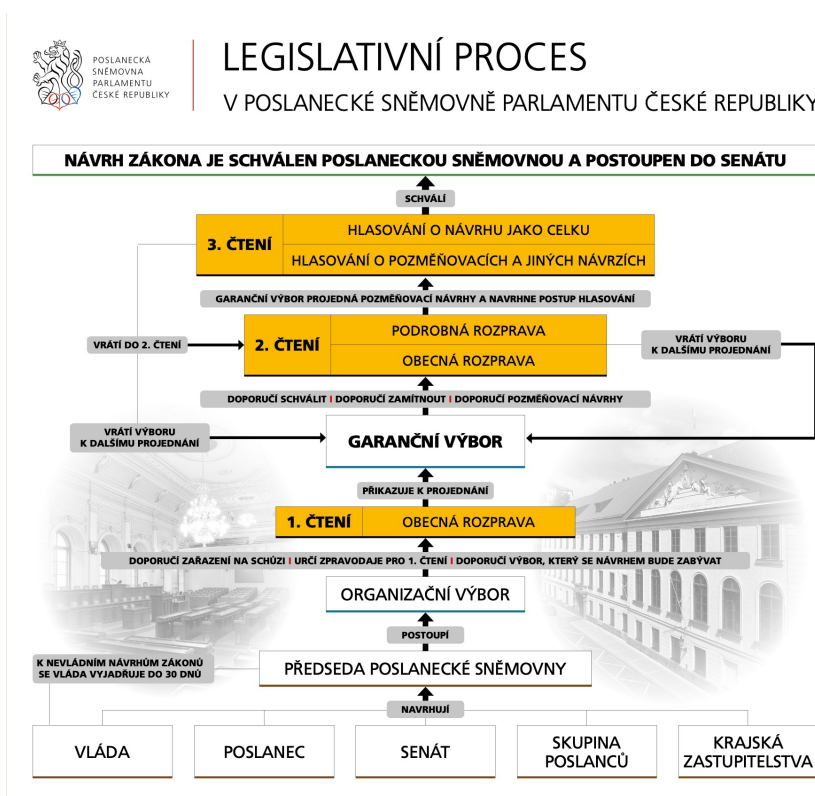 POSLANECKÁ
SNĚMOVNA
PARLAMENTU
ČESKÉ REPUBLIKY
LEGISLATIVNÍ PROCES
V POSLANECKÉ SNĚMOVNĚ PARLAMENTU ČESKÉ REPUBLIKY
NÁVRH ZÁKONA JE SCHVÁLEN POSLANECKOU SNĚMOVNOU A POSTOUPEN DO SENÁTU
SCHVÁLÍ
3. ČTENÍ
HLASOVÁNÍ O NÁVRHU JAKO CELKU
HLASOVÁNÍ O POZMĚŇOVACÍCH A JINÝCH NÁVRZÍCH
GARANČNÍ VÝBOR PROJEDNÁ POZMĚŇOVACÍ NÁVRHY A NAVRHNE POSTUP HLASOVÁNÍ
VRÁTÍ DO 2. ČTENÍ
2. ČTENÍ
PODROBNÁ ROZPRAVA
OBECNÁ ROZPRAVA
VRÁTÍ VÝBORU
K DALŠÍMU PROJEDNÁNÍ
DOPORUČÍ SCHVÁLIT I DOPORUČÍ ZAMÍTNOUT I DOPORUČÍ POZMĚŇOVACÍ NÁVRHY
VRÁTÍ VÝBORU
K DALŠÍMU PROJEDNÁNÍ
GARANČNÍ VÝBOR
PŘIKAZUJE K PROJEDNÁNÍ
1. ČTENÍ
OBECNÁ ROZPRAVA
DOPORUČÍ ZAŘAZENÍ NA SCHŮZI I URČÍ ZPRAVODAJE PRO 1. ČTENÍ I DOPORUČÍ VÝBOR, KTERÝ SE NÁVRHEM BUDE ZABÝVAT
ORGANIZAČNÍ VÝBOR
POSTOUPÍ
K NEVLÁDNÍM NÁVRHŮM ZÁKONŮ
SE VLÁDA VYJADŘUJE DO 30 DNŮ
PŘEDSEDA POSLANECKÉ SNĚMOVNY
NAVRHUJÍ
VLÁDA
POSLANEC
SENÁT
SKUPINA
POSLANCŮ
KRAJSKÁ
ZASTUPITELSTVA